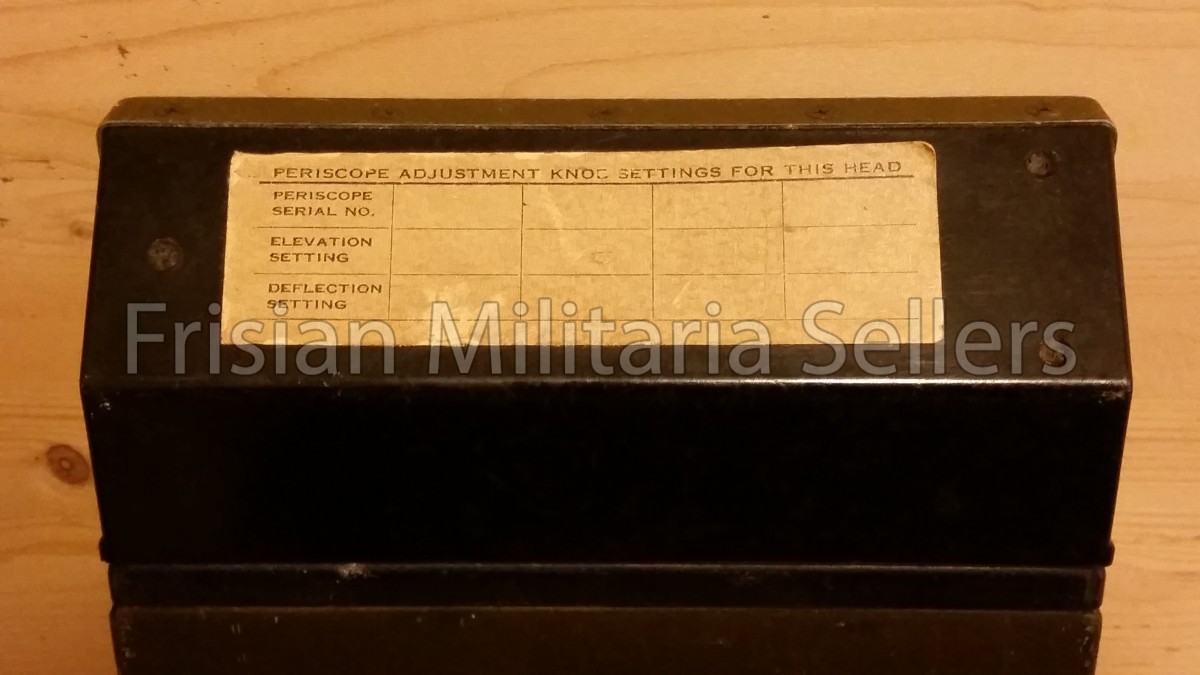 PERISCOPE ADJUSTMENT KNOB SETTINGS FOR THIS HEAD
PERISCOPE
SERIAL NO.
ELEVATION
SETTING
DEFLECTION
SETTING
Frisian Militaria Sellers